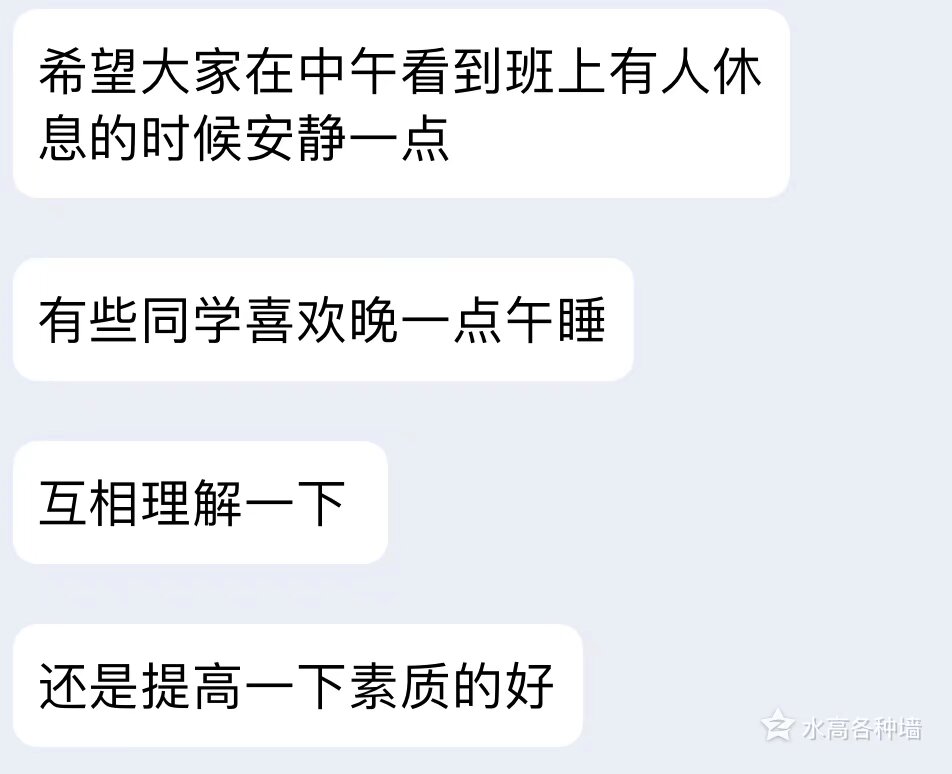 希望大家在中午看到班上有人休
息的时候安静一点
有些同学喜欢晚一点午睡
互相理解一下
还是提高一下素质的好
水高各种墙